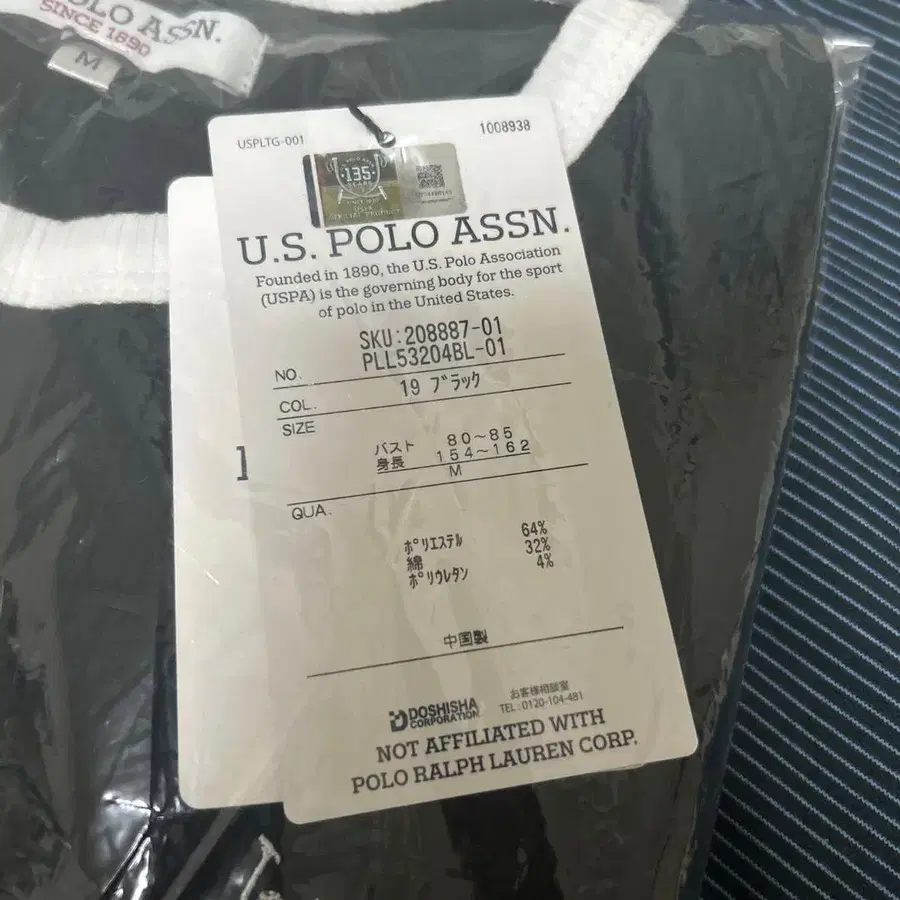 POLO ASSN.
SINCE 1890
M
USPLTG-001
1008938
135
YEARS
OFFICIAL PRODUCT
U.S. POLO ASSN.
Founded in 1890, the U.S. Polo Association
(USPA) is the governing body for the sport
of polo in the United States.
SKU:208887-01
NO. PLL53204BL-01
COL. 19 ブラック
SIZE
バスト 80~85
身長 154~162
M
QUA.
ポリエステル 64%
綿 32%
ポリウレタン 4%
中国製
DOSHISHA
CORPORATION
お客様相談室
TEL:0120-104-481
NOT AFFILIATED WITH
POLO RALPH LAUREN CORP.